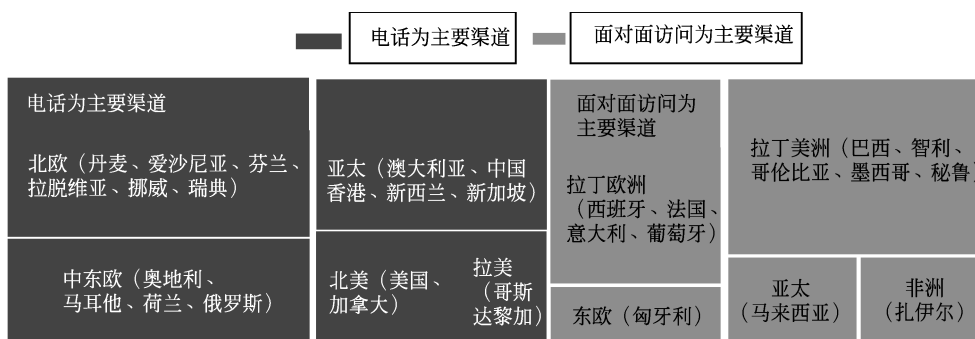 电话为主要渠道
面对面访问为主要渠道
电话为主要渠道
北欧（丹麦、爱沙尼亚、芬兰、
拉脱维亚、挪威、瑞典）
中东欧（奥地利、
马耳他、荷兰、俄罗斯）
亚太（澳大利亚、中国
香港、新西兰、新加坡）
北美（美国、
加拿大）
拉美
（哥斯
达黎加）
面对面访问为
主要渠道
拉丁欧洲
（西班牙、法国、
意大利、葡萄牙）
东欧（匈牙利）
拉丁美洲（巴西、智利、
哥伦比亚、墨西哥、秘鲁）
亚太
（马来西亚）
非洲
（扎伊尔）